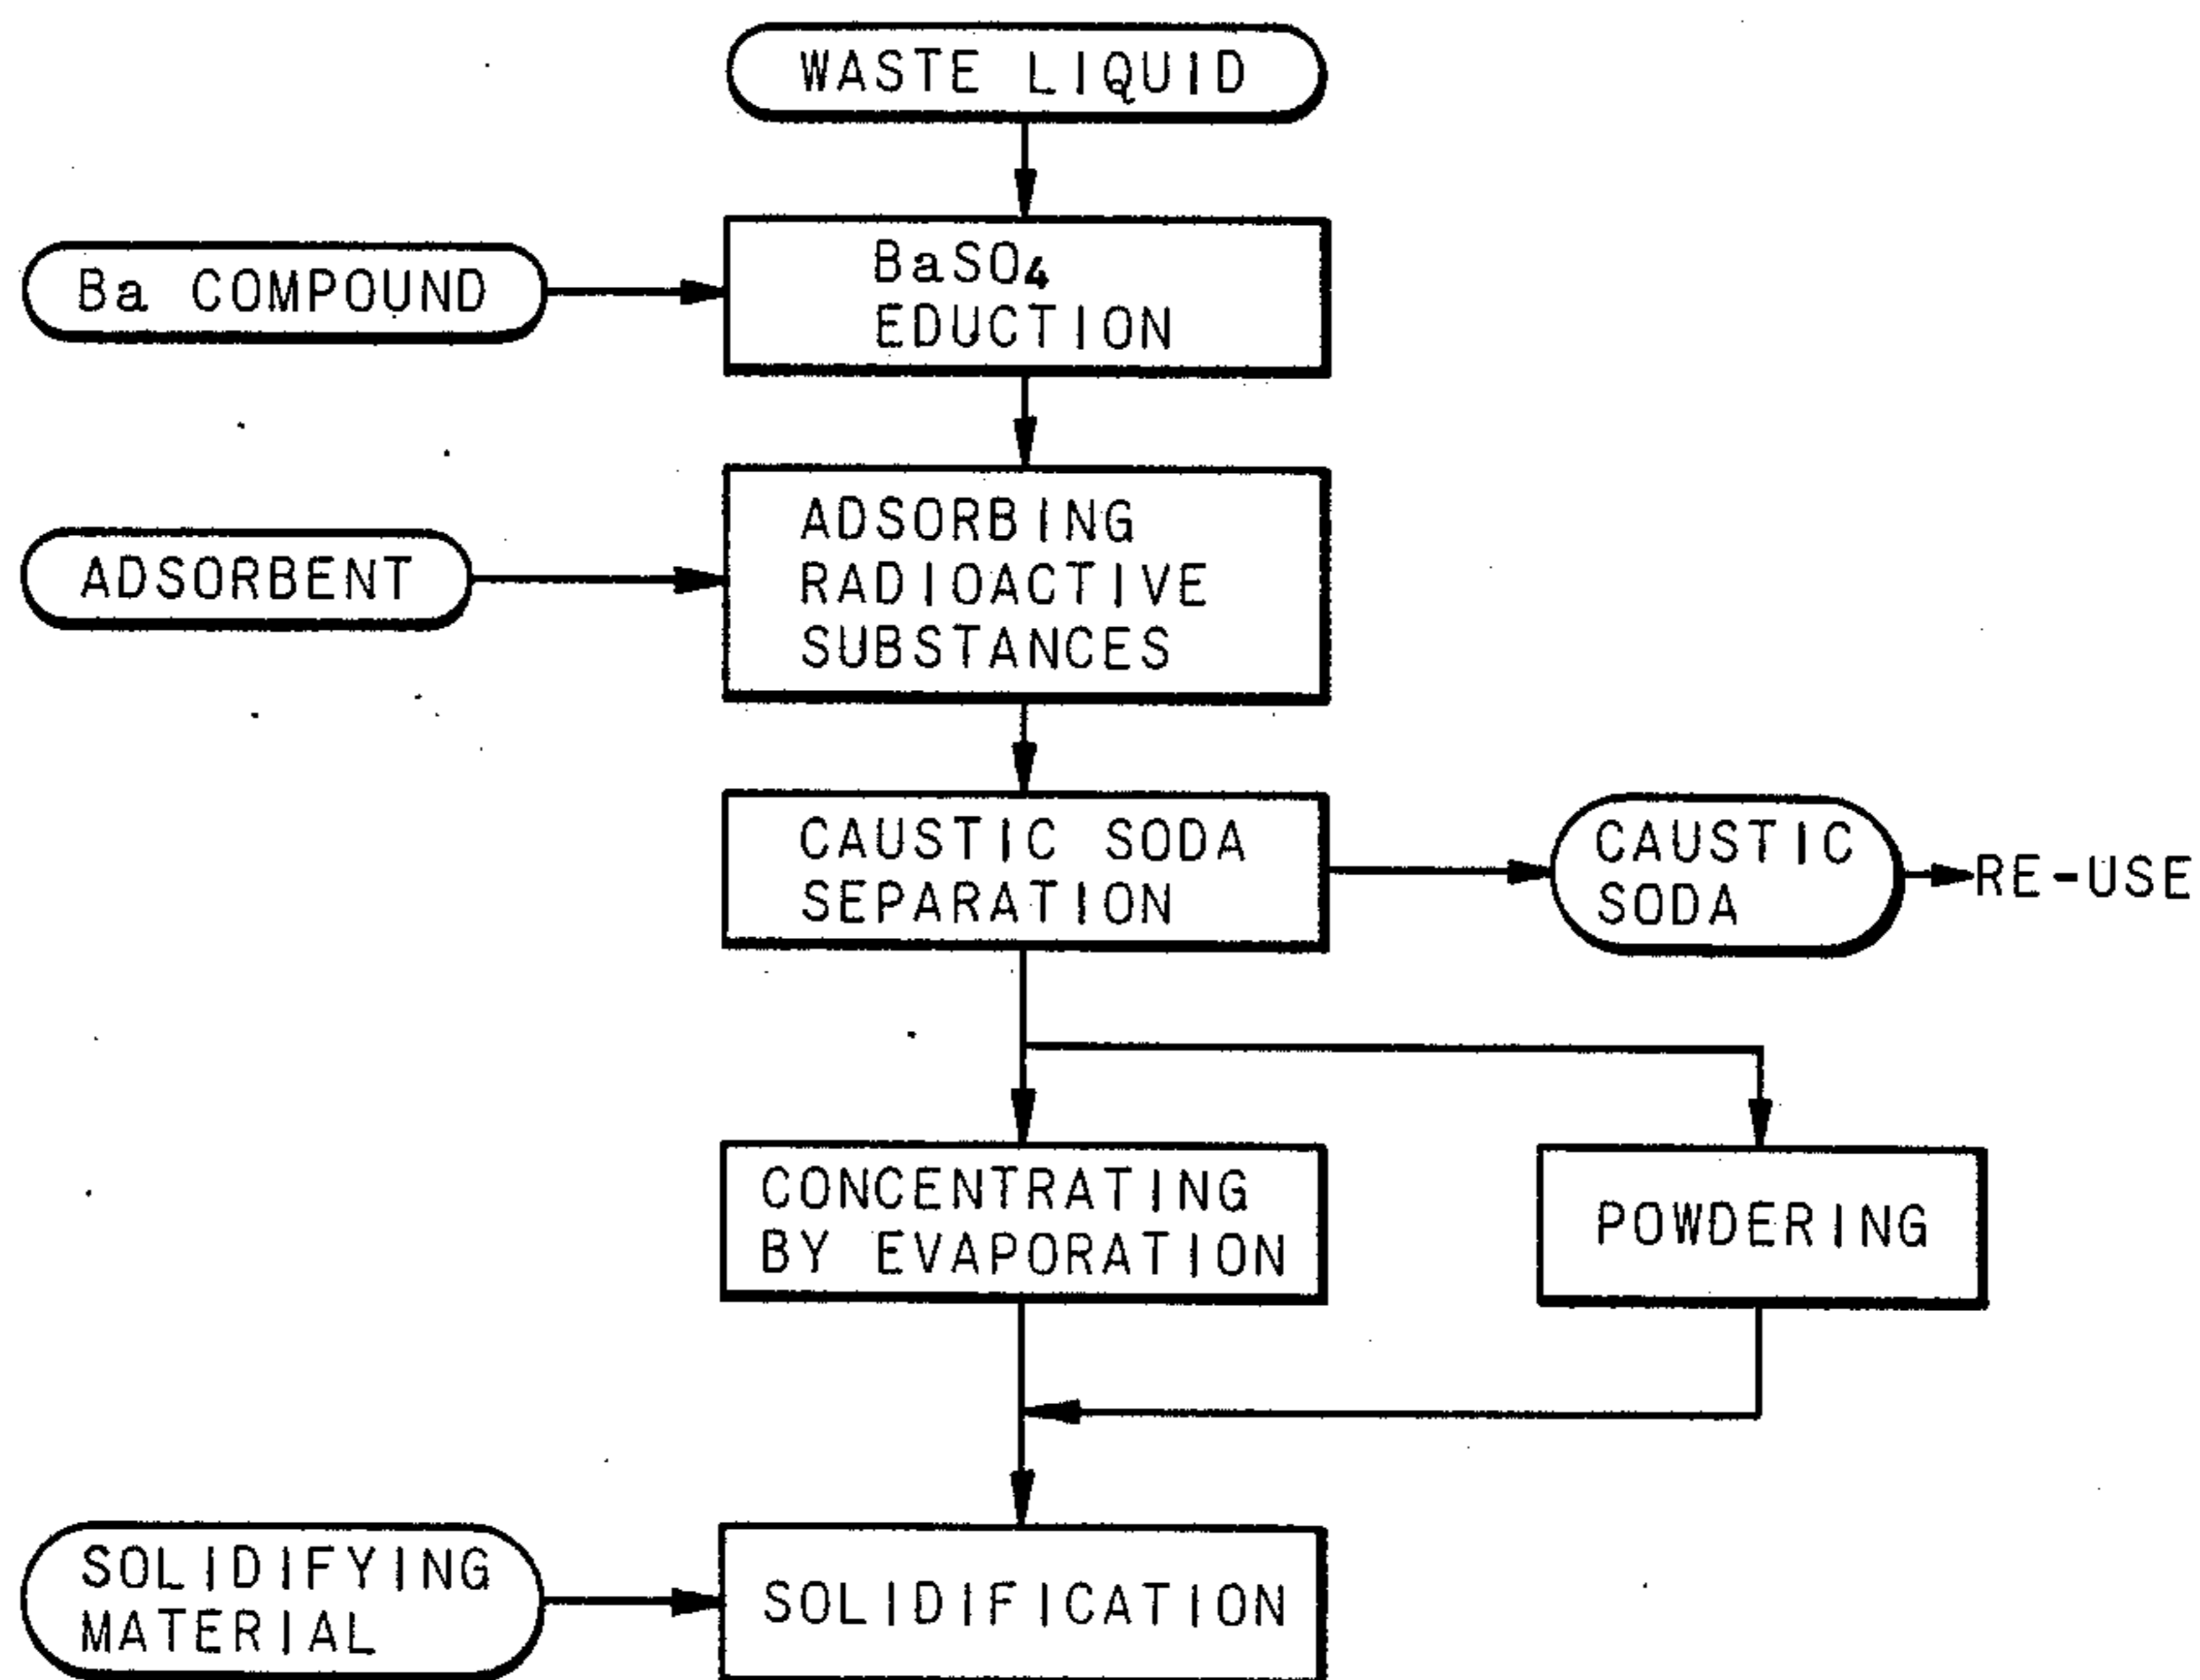 WASTE LIQUID
Ba COMPOUND
BaSO₄
EDUCTION
ADSORBENT
ADSORBING
RADIOACTIVE
SUBSTANCES
CAUSTIC SODA
SEPARATION
CAUSTIC
SODA
RE-USE
CONCENTRATING
BY EVAPORATION
POWDERING
SOLIDIFYING
MATERIAL
SOLIDIFICATION